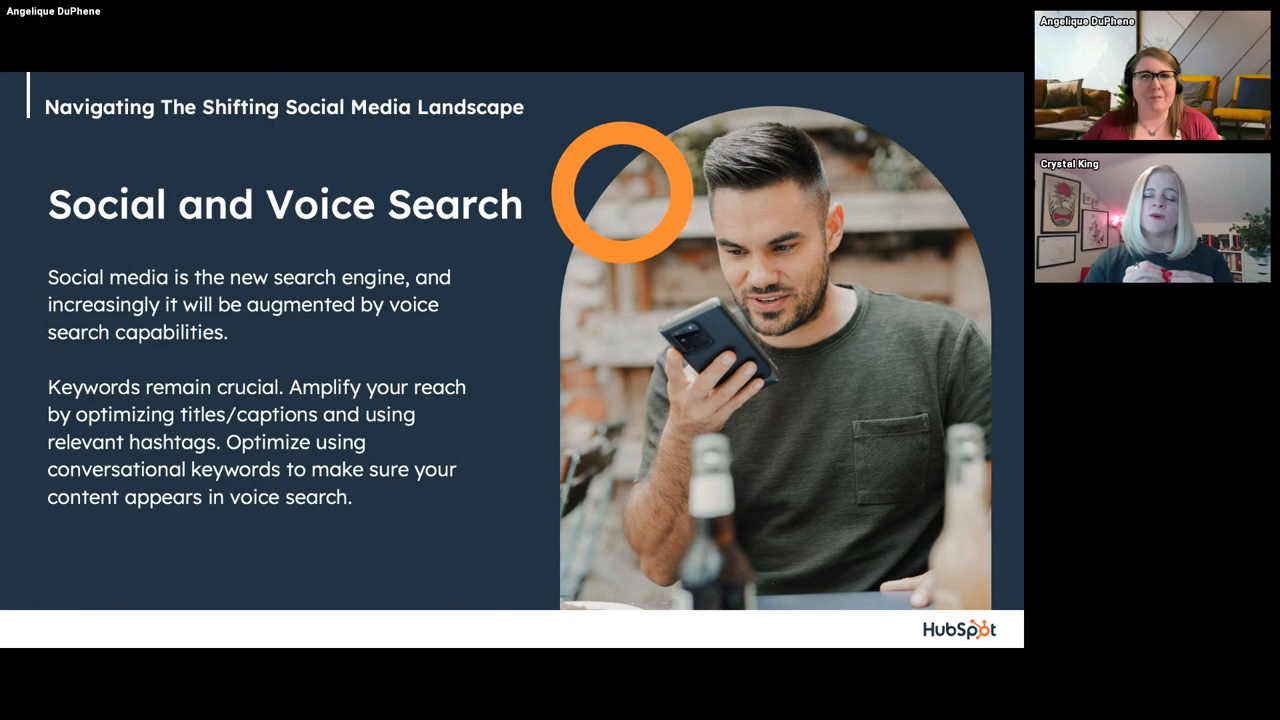 Angelique DuPhene
Navigating The Shifting Social Media Landscape
Social and Voice Search
Social media is the new search engine, and
increasingly it will be augmented by voice
search capabilities.
Keywords remain crucial. Amplify your reach
by optimizing titles/captions and using
relevant hashtags. Optimize using
conversational keywords to make sure your
content appears in voice search.
HubSpot
Angelique DuPhene
Crystal King